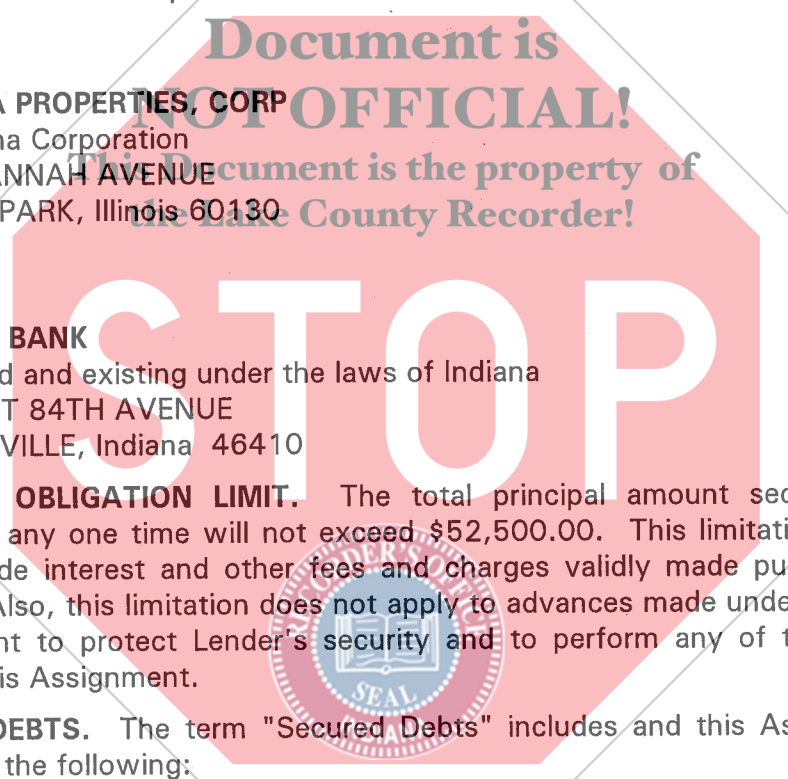 Document is
NOT OFFICIAL!
This Document is the property of
the Lake County Recorder!
STOP
A PROPERTIES, CORP
na Corporation
ANNAH AVENUE
PARK, Illinois 60130
BANK
d and existing under the laws of Indiana
T 84TH AVENUE
VILLE, Indiana 46410
OBLIGATION LIMIT. The total principal amount sec
any one time will not exceed $52,500.00. This limitati
de interest and other fees and charges validly made pu
Also, this limitation does not apply to advances made unde
nt to protect Lender's security and to perform any of t
is Assignment.
DEBTS. The term "Secured Debts" includes and this As
the following:
RECORDER'S OFFICE
SEAL
INDIANA